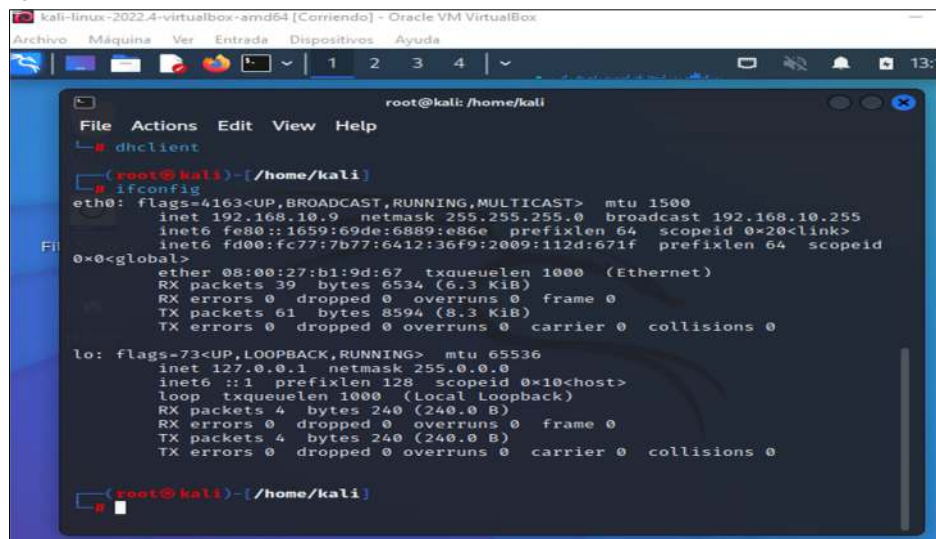 kali-linux-2022.4-virtualbox-amd64 [Corriendo] - Oracle VM VirtualBox
Archivo Máquina Ver Entrada Dispositivos Ayuda
1 2 3 4 13:
root@kali: /home/kali
File Actions Edit View Help
└─# dhclient
┌──(root㉿kali)-[/home/kali]
└─# ifconfig
eth0: flags=4163<UP,BROADCAST,RUNNING,MULTICAST> mtu 1500
inet 192.168.10.9 netmask 255.255.255.0 broadcast 192.168.10.255
inet6 fe80::1659:69de:6889:e86e prefixlen 64 scopeid 0×20<link>
inet6 fd00:fc77:7b77:6412:36f9:2009:112d:671f prefixlen 64 scopeid
0×0<global>
ether 08:00:27:b1:9d:67 txqueuelen 1000 (Ethernet)
RX packets 39 bytes 6534 (6.3 KiB)
RX errors 0 dropped 0 overruns 0 frame 0
TX packets 61 bytes 8594 (8.3 KiB)
TX errors 0 dropped 0 overruns 0 carrier 0 collisions 0
lo: flags=73<UP,LOOPBACK,RUNNING> mtu 65536
inet 127.0.0.1 netmask 255.0.0.0
inet6 ::1 prefixlen 128 scopeid 0×10<host>
loop txqueuelen 1000 (Local Loopback)
RX packets 4 bytes 240 (240.0 B)
RX errors 0 dropped 0 overruns 0 frame 0
TX packets 4 bytes 240 (240.0 B)
TX errors 0 dropped 0 overruns 0 carrier 0 collisions 0
┌──(root㉿kali)-[/home/kali]
└─#